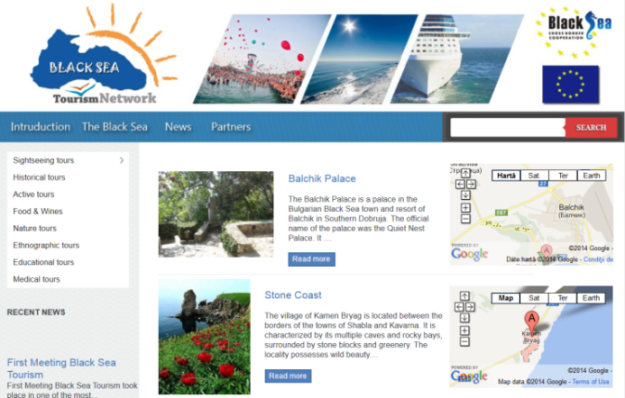 BLACK SEA
Tourism Network
Black Sea
CROSS BORDER
COOPERATION
Intruduction The Black Sea News Partners
SEARCH
Sightseeing tours
Historical tours
Active tours
Food & Wines
Nature tours
Ethnographic tours
Educational tours
Medical tours
RECENT NEWS
First Meeting Black Sea
Tourism
First Meeting Black Sea Tourism took
place in one of the most...
Balchik Palace
The Balchik Palace is a palace in the
Bulgarian Black Sea town and resort of
Balchik in Southern Dobruja. The official
name of the palace was the Quiet Nest
Palace. It ...
Read more
Hartă Sat Ter Earth
Balchik
(Балчик)
POWERED BY
Google
©2014 Google -
Date hartă ©2014 Google - Condiţii de
Stone Coast
The village of Kamen Bryag is located between the
borders of the towns of Shabla and Kavarna. It is
characterized by its multiple caves and rocky bays,
surrounded by stone blocks and greenery. The
locality possesses wild beauty...
Read more
Map Sat Ter Earth
A
Kamen
Bryag
POWERED BY
Google
©2014 Google -
Map data ©2014 Google - Terms of Use